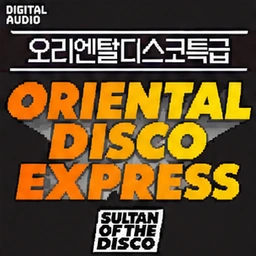 DIGITAL
AUDIO
오리엔탈디스코특급
ORIENTAL
DISCO
EXPRESS
SULTAN
OF THE
DISCO